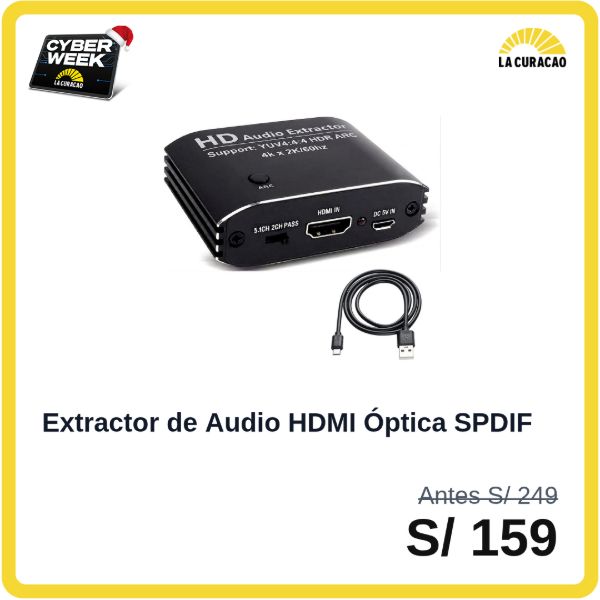 CYBER
WEEK
LA CURACAO
LA CURACAO
HD Audio Extractor
Support: YUV4:4:4 HDR ARC
4k x 2K/60hz
ARC
5.1CH 2CH PASS
HDMI IN
DC 5V IN
Extractor de Audio HDMI Óptica SPDIF
Antes S/ 249
S/ 159